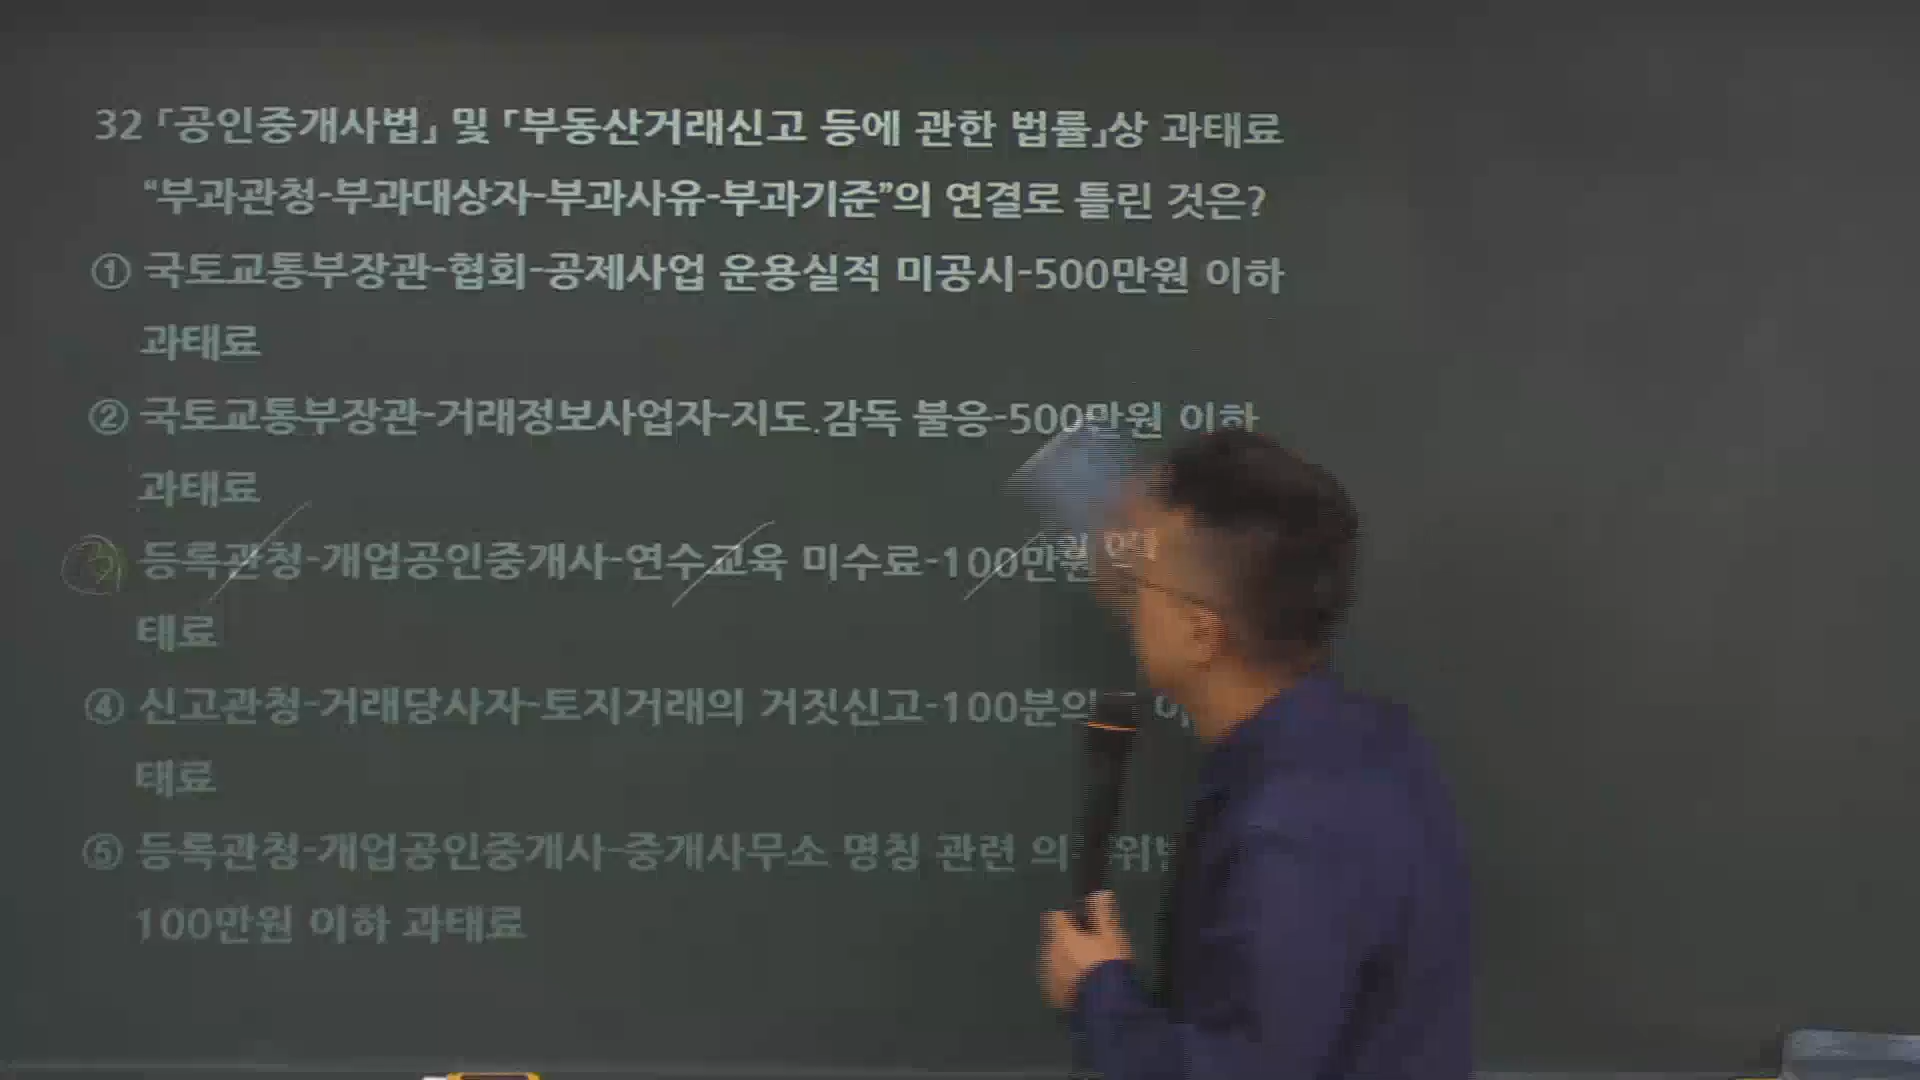 32 「공인중개사법」 및 「부동산거래신고 등에 관한 법률」상 과태료
“부과관청-부과대상자-부과사유-부과기준”의 연결로 틀린 것은?
① 국토교통부장관-협회-공제사업 운용실적 미공시-500만원 이하
과태료
② 국토교통부장관-거래정보사업자-지도.감독 불응-500만원 이하
과태료
등록관청-개업공인중개사-연수교육 미수료-100만원
태료
④ 신고관청-거래당사자-토지거래의 거짓신고-100분의
태료
⑤ 등록관청-개업공인중개사-중개사무소 명칭 관련
100만원 이하 과태료